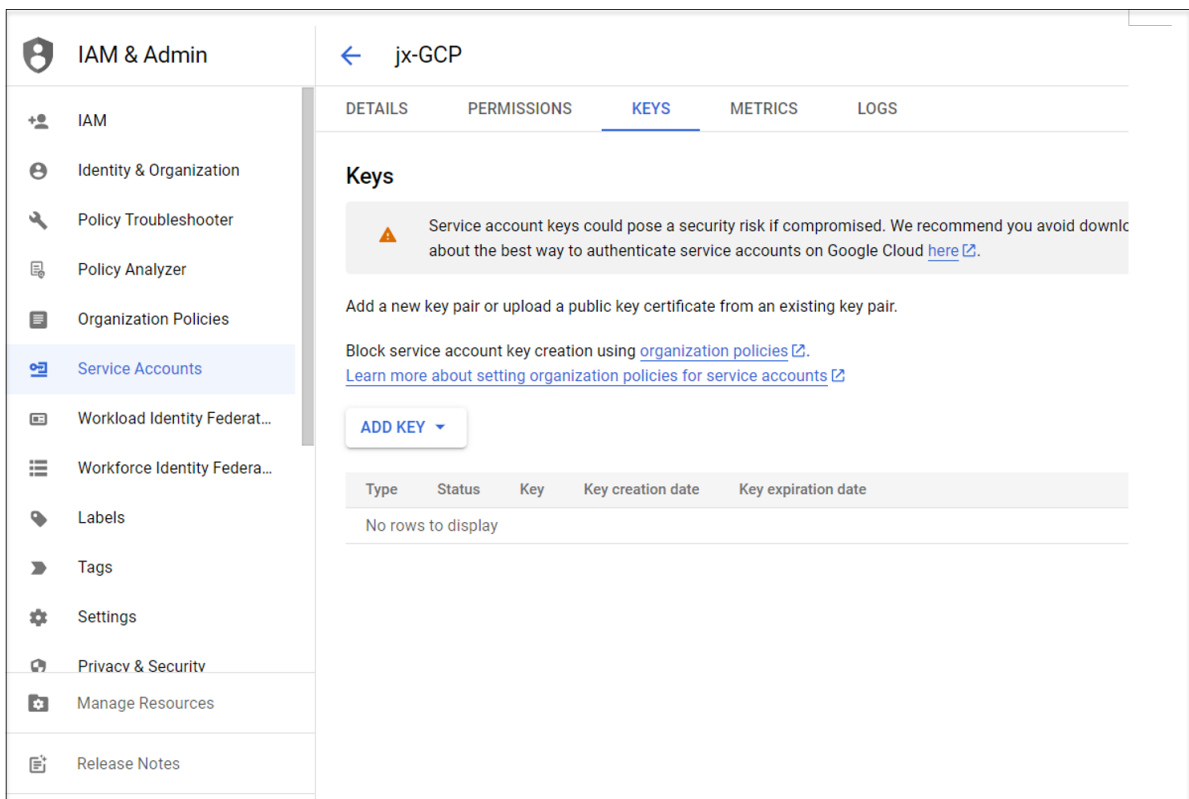 IAM & Admin
IAM
Identity & Organization
Policy Troubleshooter
Policy Analyzer
Organization Policies
Service Accounts
Workload Identity Federat...
Workforce Identity Federa...
Labels
Tags
Settings
Privacy & Security
Manage Resources
Release Notes
jx-GCP
DETAILS PERMISSIONS KEYS METRICS LOGS
Keys
Service account keys could pose a security risk if compromised. We recommend you avoid downlo
about the best way to authenticate service accounts on Google Cloud here.
Add a new key pair or upload a public key certificate from an existing key pair.
Block service account key creation using organization policies.
Learn more about setting organization policies for service accounts
ADD KEY
Type Status Key Key creation date Key expiration date
No rows to display